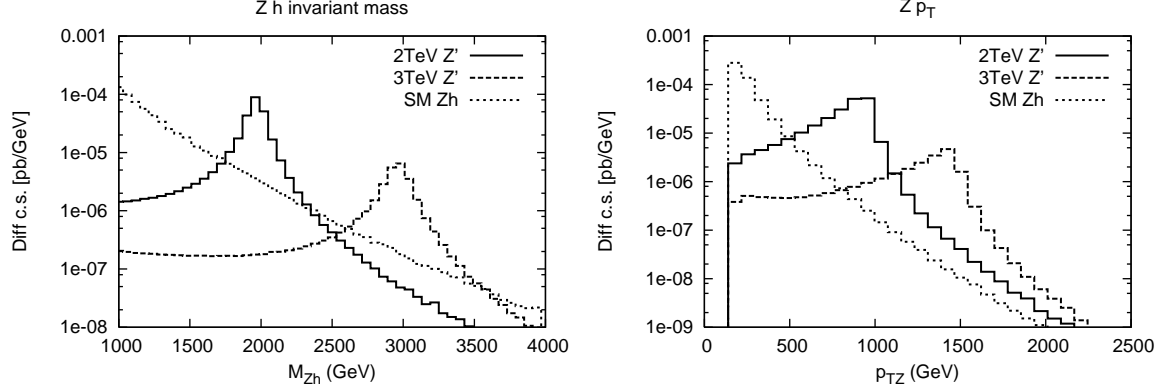 Z h invariant mass
0.001
1e-04
1e-05
1e-06
1e-07
1e-08
Diff c.s. [pb/GeV]
2TeV Z'
3TeV Z'
SM Zh
1000 1500 2000 2500 3000 3500 4000
M_Zh (GeV)
Z p_T
0.001
1e-04
1e-05
1e-06
1e-07
1e-08
1e-09
Diff c.s. [pb/GeV]
2TeV Z'
3TeV Z'
SM Zh
0 500 1000 1500 2000 2500
p_TZ (GeV)